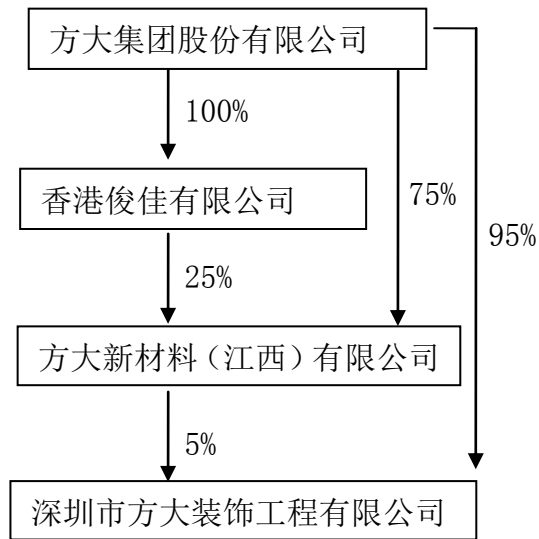 方大集团股份有限公司
100%
香港俊佳有限公司
75%
95%
25%
方大新材料（江西）有限公司
5%
深圳市方大装饰工程有限公司